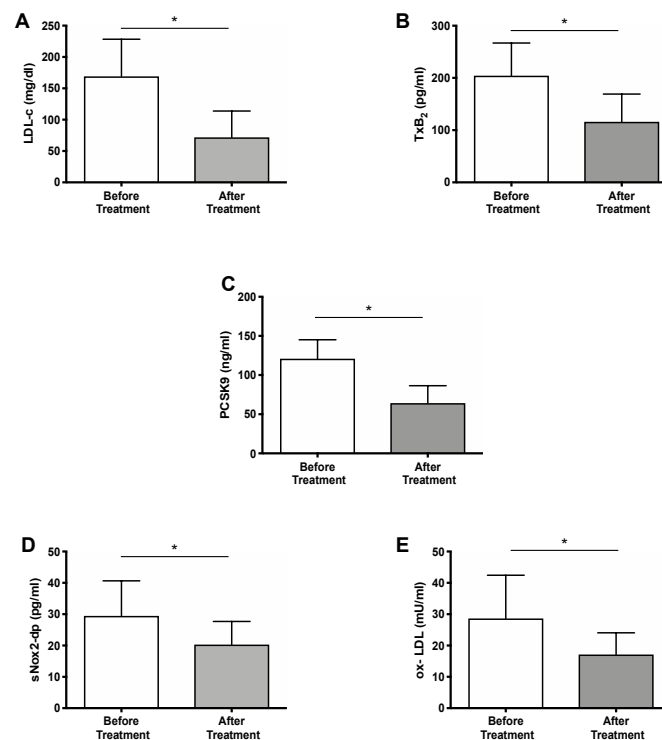 A
*
LDL-c (mg/dl)
250
200
150
100
50
0
Before
Treatment
After
Treatment
B
*
TxB₂ (pg/ml)
300
200
100
0
Before
Treatment
After
Treatment
C
*
PCSK9 (ng/ml)
200
150
100
50
0
Before
Treatment
After
Treatment
D
*
sNox2-dp (pg/ml)
50
40
30
20
10
0
Before
Treatment
After
Treatment
E
*
ox- LDL (mU/ml)
50
40
30
20
10
0
Before
Treatment
After
Treatment